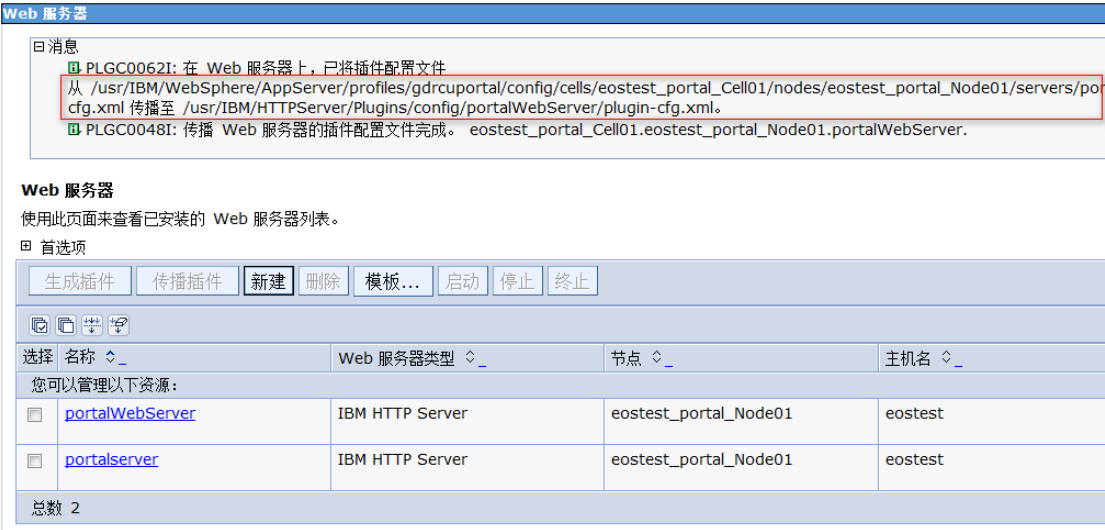 Web 服务器
消息
PLGC0062I: 在 Web 服务器上，已将插件配置文件
从 /usr/IBM/WebSphere/AppServer/profiles/gdrcuportal/config/cells/eostest_portal_Cell01/nodes/eostest_portal_Node01/servers/por
cfg.xml 传播至 /usr/IBM/HTTPServer/Plugins/config/portalWebServer/plugin-cfg.xml。
PLGC0048I: 传播 Web 服务器的插件配置文件完成。 eostest_portal_Cell01.eostest_portal_Node01.portalWebServer.
Web 服务器
使用此页面来查看已安装的 Web 服务器列表。
首选项
生成插件 传播插件 新建 删除 模板... 启动 停止 终止
选择 名称 Web 服务器类型 节点 主机名
您可以管理以下资源：
portalWebServer IBM HTTP Server eostest_portal_Node01 eostest
portalserver IBM HTTP Server eostest_portal_Node01 eostest
总数 2